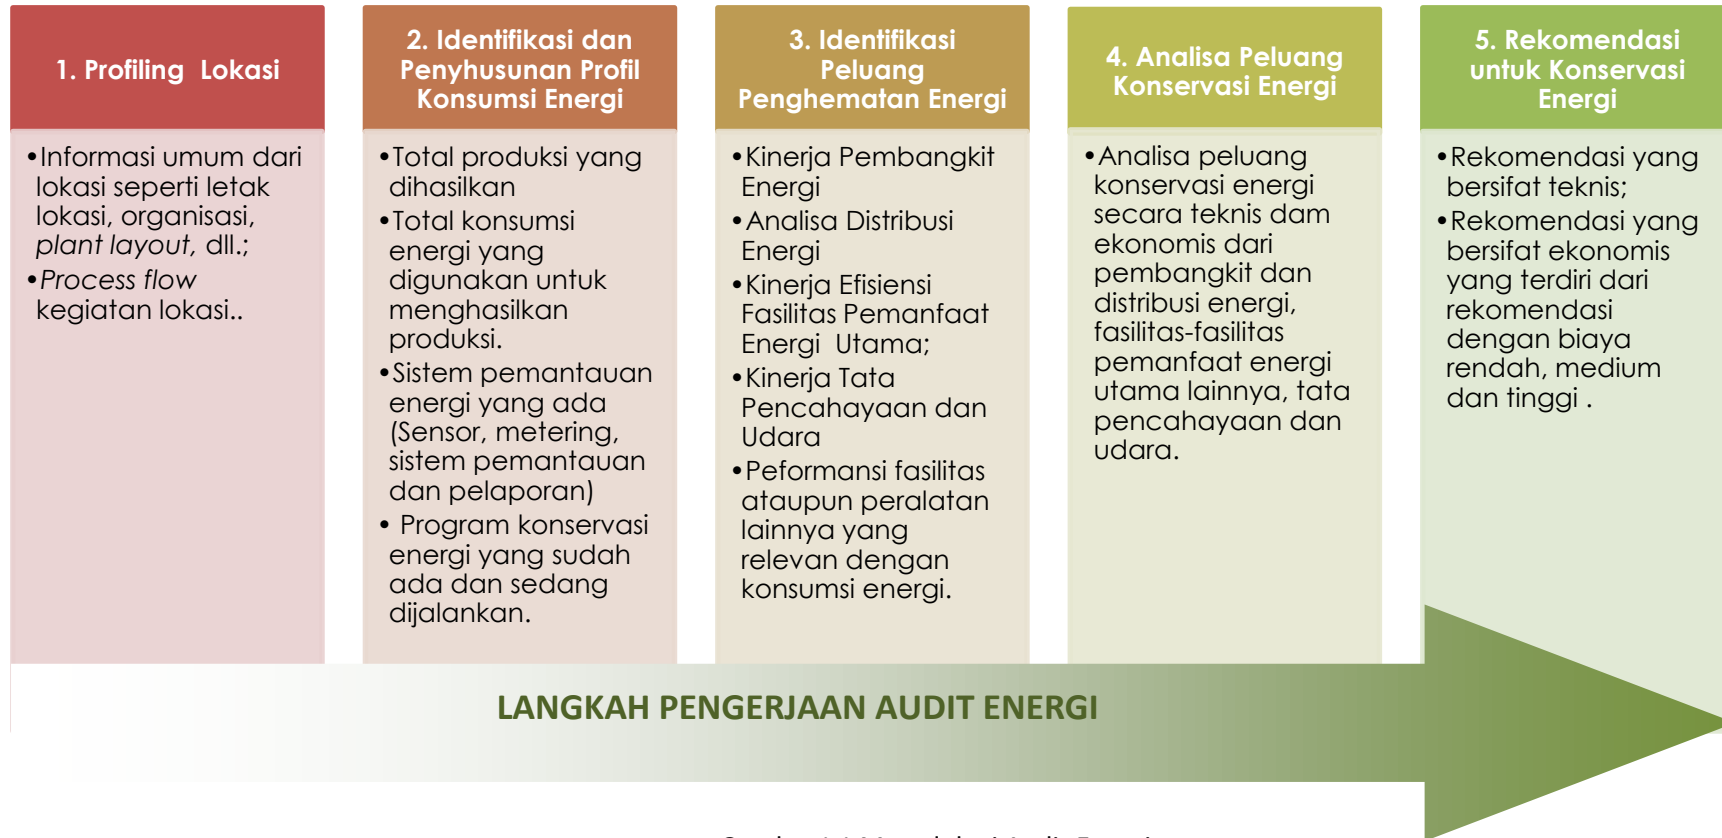 1. Profiling Lokasi
•Informasi umum dari
lokasi seperti letak
lokasi, organisasi,
plant layout, dll.;
•Process flow
kegiatan lokasi..
2. Identifikasi dan
Penyhusunan Profil
Konsumsi Energi
•Total produksi yang
dihasilkan
•Total konsumsi
energi yang
digunakan untuk
menghasilkan
produksi.
•Sistem pemantauan
energi yang ada
(Sensor, metering,
sistem pemantauan
dan pelaporan)
• Program konservasi
energi yang sudah
ada dan sedang
dijalankan.
3. Identifikasi
Peluang
Penghematan Energi
•Kinerja Pembangkit
Energi
•Analisa Distribusi
Energi
•Kinerja Efisiensi
Fasilitas Pemanfaat
Energi Utama;
•Kinerja Tata
Pencahayaan dan
Udara
•Peformansi fasilitas
ataupun peralatan
lainnya yang
relevan dengan
konsumsi energi.
4. Analisa Peluang
Konservasi Energi
•Analisa peluang
konservasi energi
secara teknis dam
ekonomis dari
pembangkit dan
distribusi energi,
fasilitas-fasilitas
pemanfaat energi
utama lainnya, tata
pencahayaan dan
udara.
5. Rekomendasi
untuk Konservasi
Energi
•Rekomendasi yang
bersifat teknis;
•Rekomendasi yang
bersifat ekonomis
yang terdiri dari
rekomendasi
dengan biaya
rendah, medium
dan tinggi .
LANGKAH PENGERJAAN AUDIT ENERGI